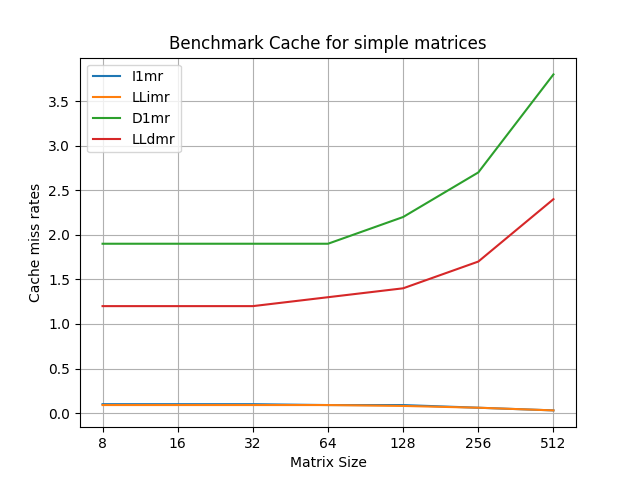 Benchmark Cache for simple matrices
I1mr
LLimr
D1mr
LLdmr
Cache miss rates
3.5
3.0
2.5
2.0
1.5
1.0
0.5
0.0
8 16 32 64 128 256 512
Matrix Size